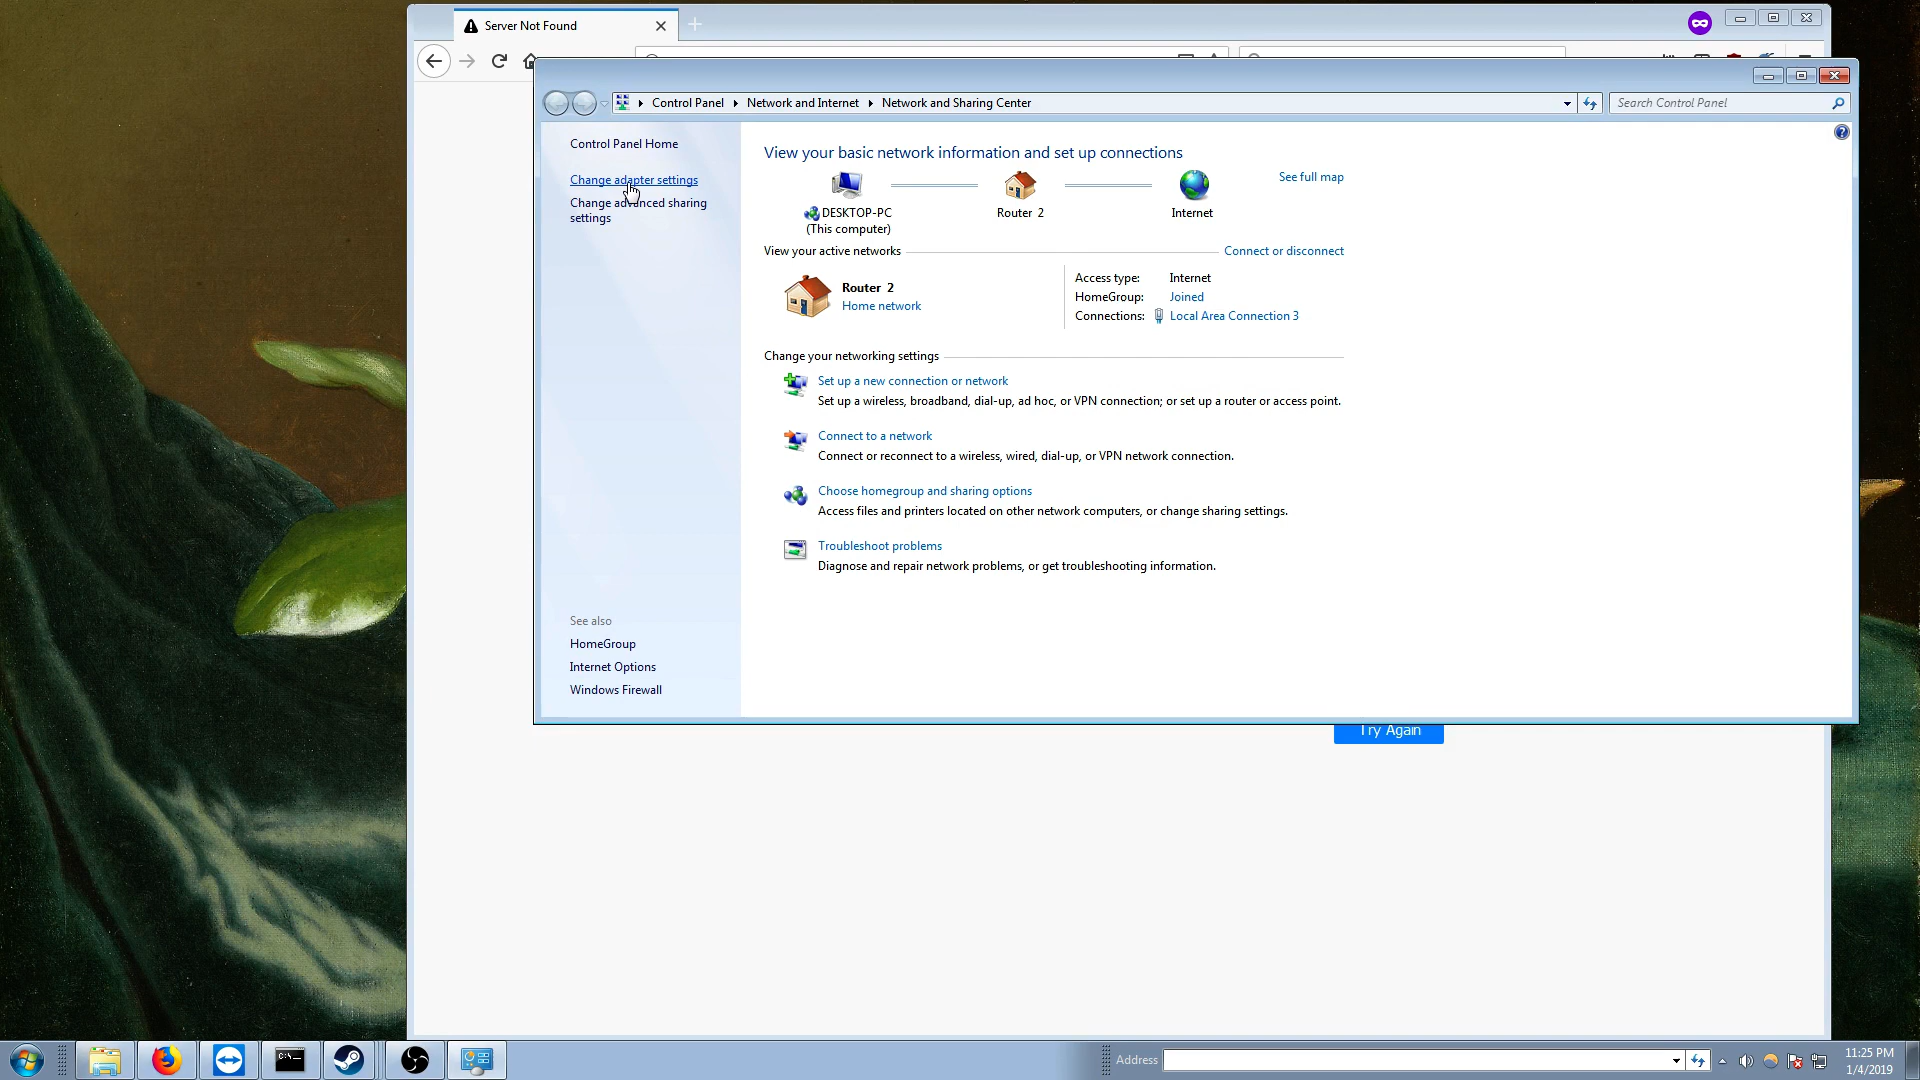 Server Not Found
Control Panel Network and Internet Network and Sharing Center
Search Control Panel
Control Panel Home
Change adapter settings
Change advanced sharing
settings
View your basic network information and set up connections
See full map
DESKTOP-PC
(This computer)
Router 2
Internet
View your active networks
Connect or disconnect
Router 2
Home network
Access type: Internet
HomeGroup: Joined
Connections: Local Area Connection 3
Change your networking settings
Set up a new connection or network
Set up a wireless, broadband, dial-up, ad hoc, or VPN connection; or set up a router or access point.
Connect to a network
Connect or reconnect to a wireless, wired, dial-up, or VPN network connection.
Choose homegroup and sharing options
Access files and printers located on other network computers, or change sharing settings.
Troubleshoot problems
Diagnose and repair network problems, or get troubleshooting information.
See also
HomeGroup
Internet Options
Windows Firewall
Try Again
C:\_
Address
11:25 PM
1/4/2019